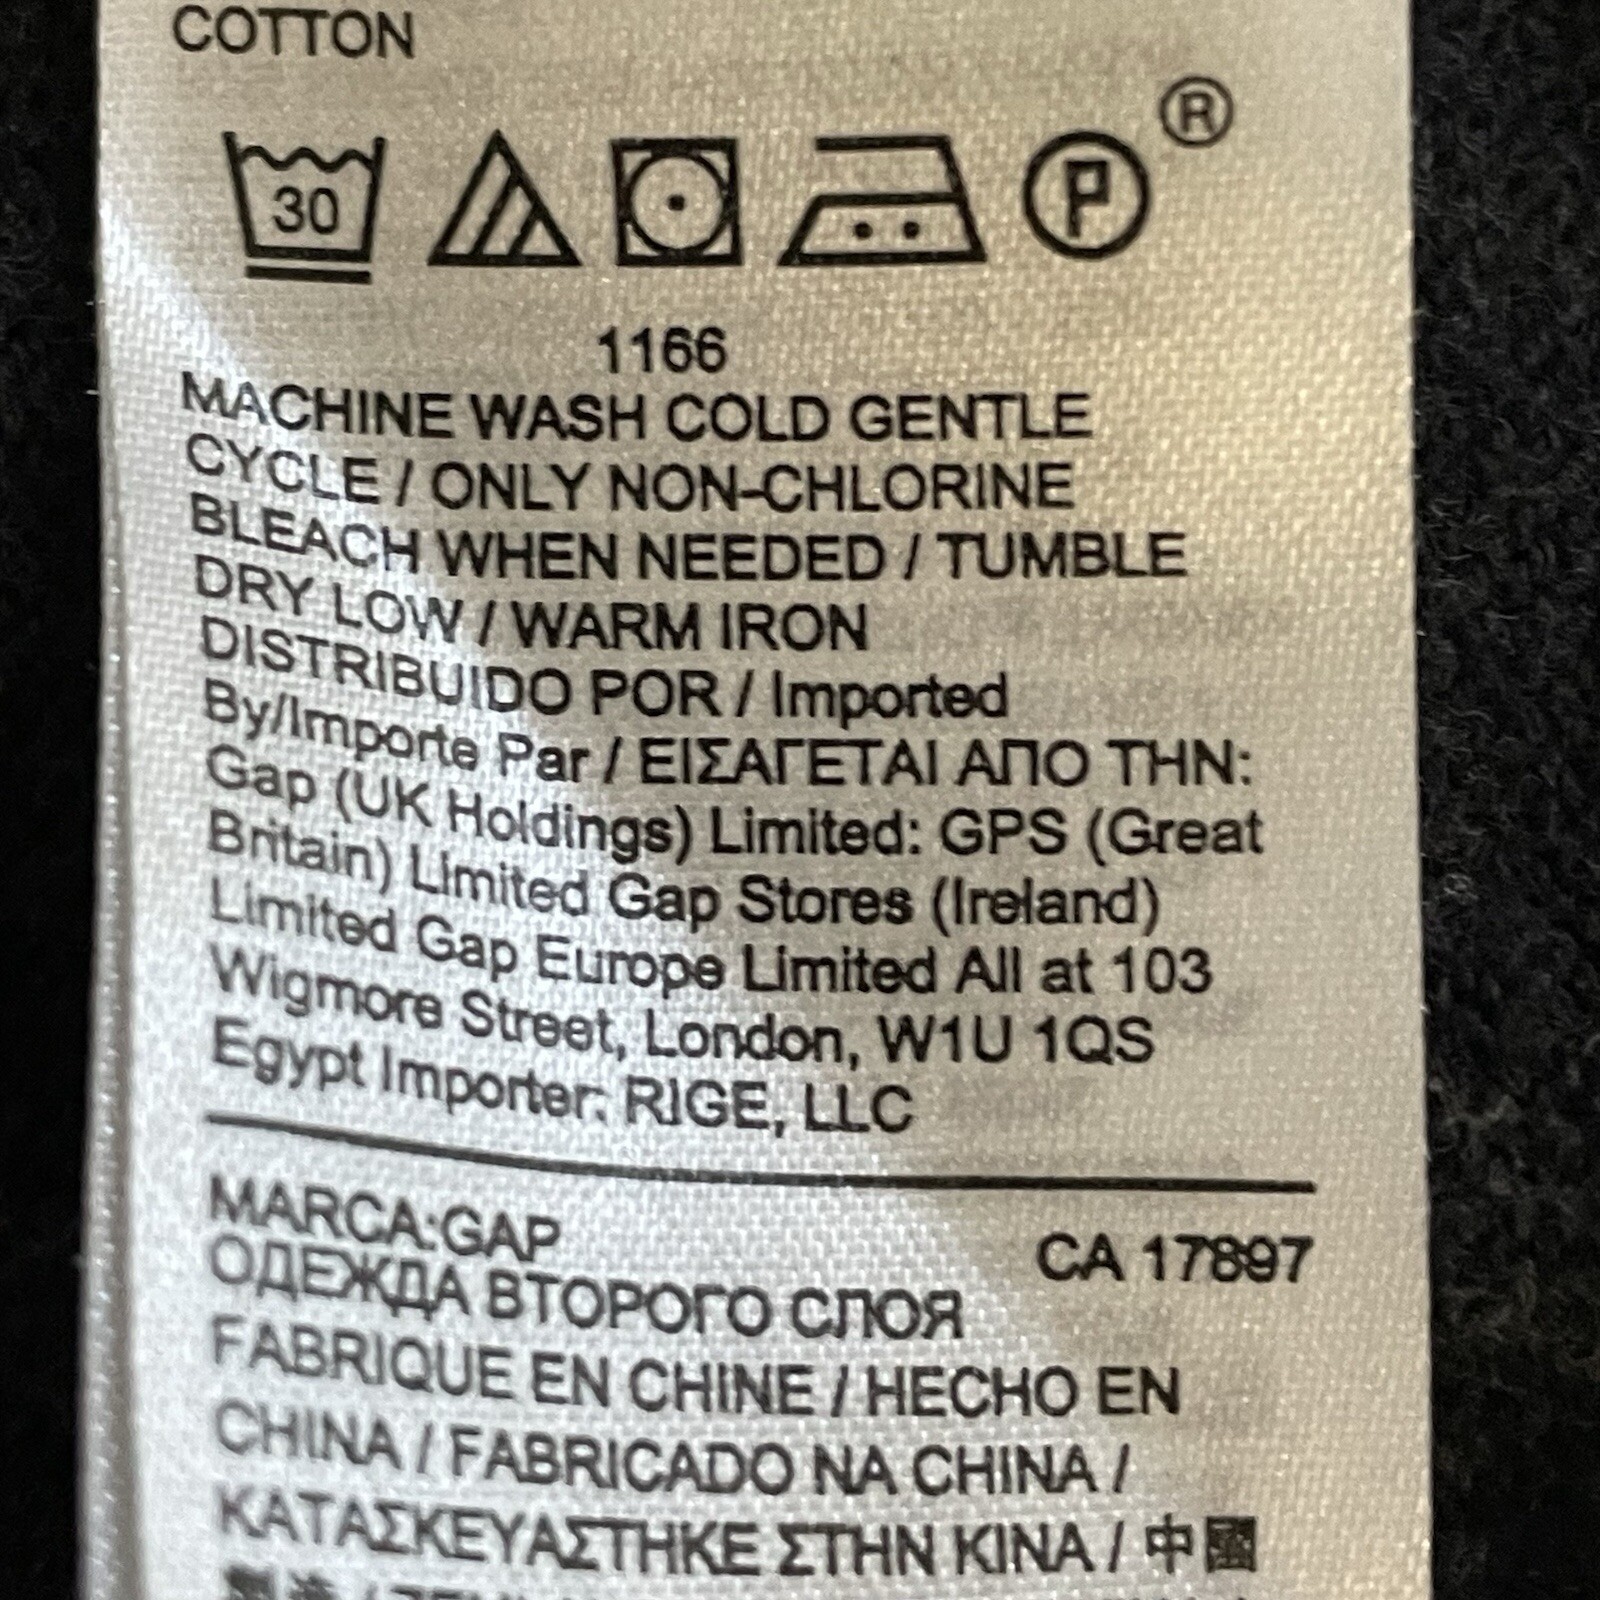 COTTON
30
P
®
1166
MACHINE WASH COLD GENTLE
CYCLE / ONLY NON-CHLORINE
BLEACH WHEN NEEDED / TUMBLE
DRY LOW / WARM IRON
DISTRIBUIDO POR / Imported
By/Importe Par / ΕΙΣΑΓΕΤΑΙ ΑΠΟ ΤΗΝ:
Gap (UK Holdings) Limited: GPS (Great
Britain) Limited Gap Stores (Ireland)
Limited Gap Europe Limited All at 103
Wigmore Street, London, W1U 1QS
Egypt Importer: RIGE, LLC
MARCA:GAP
CA 17897
ОДЕЖДА ВТОРОГО СЛОЯ
FABRIQUE EN CHINE / HECHO EN
CHINA / FABRICADO NA CHINA /
ΚΑΤΑΣΚΕΥΑΣΤΗΚΕ ΣΤΗΝ ΚΙΝΑ / 中國